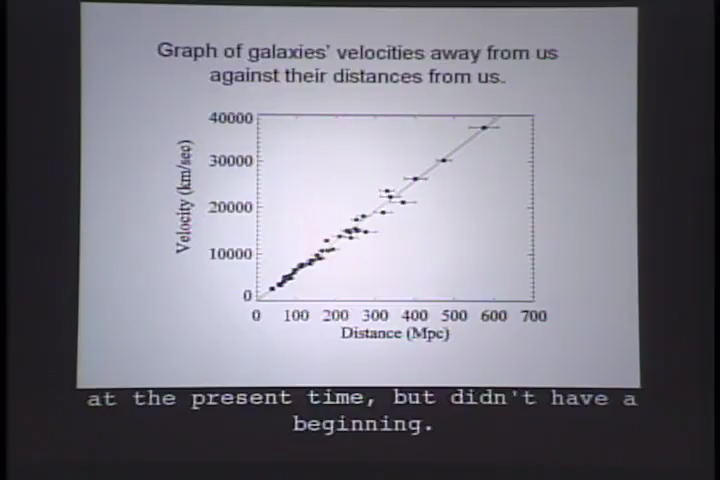 Graph of galaxies' velocities away from us
against their distances from us.
40000
30000
20000
10000
0
Velocity (km/sec)
0 100 200 300 400 500 600 700
Distance (Mpc)
at the present time, but didn't have a
beginning.